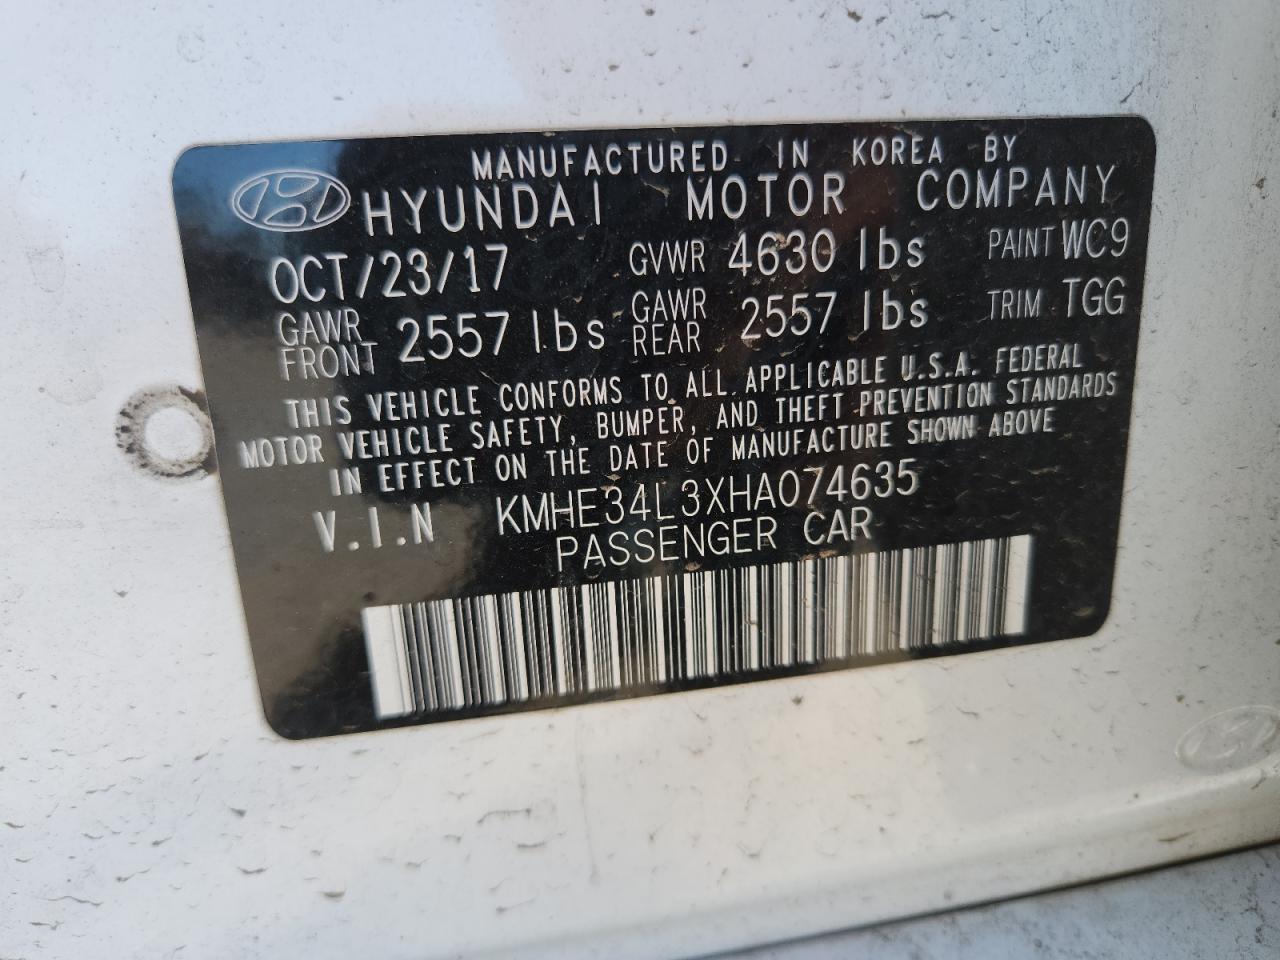 MANUFACTURED IN KOREA BY
HYUNDAI MOTOR COMPANY
OCT/23/17 GVWR 4630 lbs PAINT WC9
GAWR FRONT 2557 lbs GAWR REAR 2557 lbs TRIM TGG
THIS VEHICLE CONFORMS TO ALL APPLICABLE U.S.A. FEDERAL
MOTOR VEHICLE SAFETY, BUMPER, AND THEFT PREVENTION STANDARDS
IN EFFECT ON THE DATE OF MANUFACTURE SHOWN ABOVE
V.I.N KMHE34L3XHA074635
PASSENGER CAR